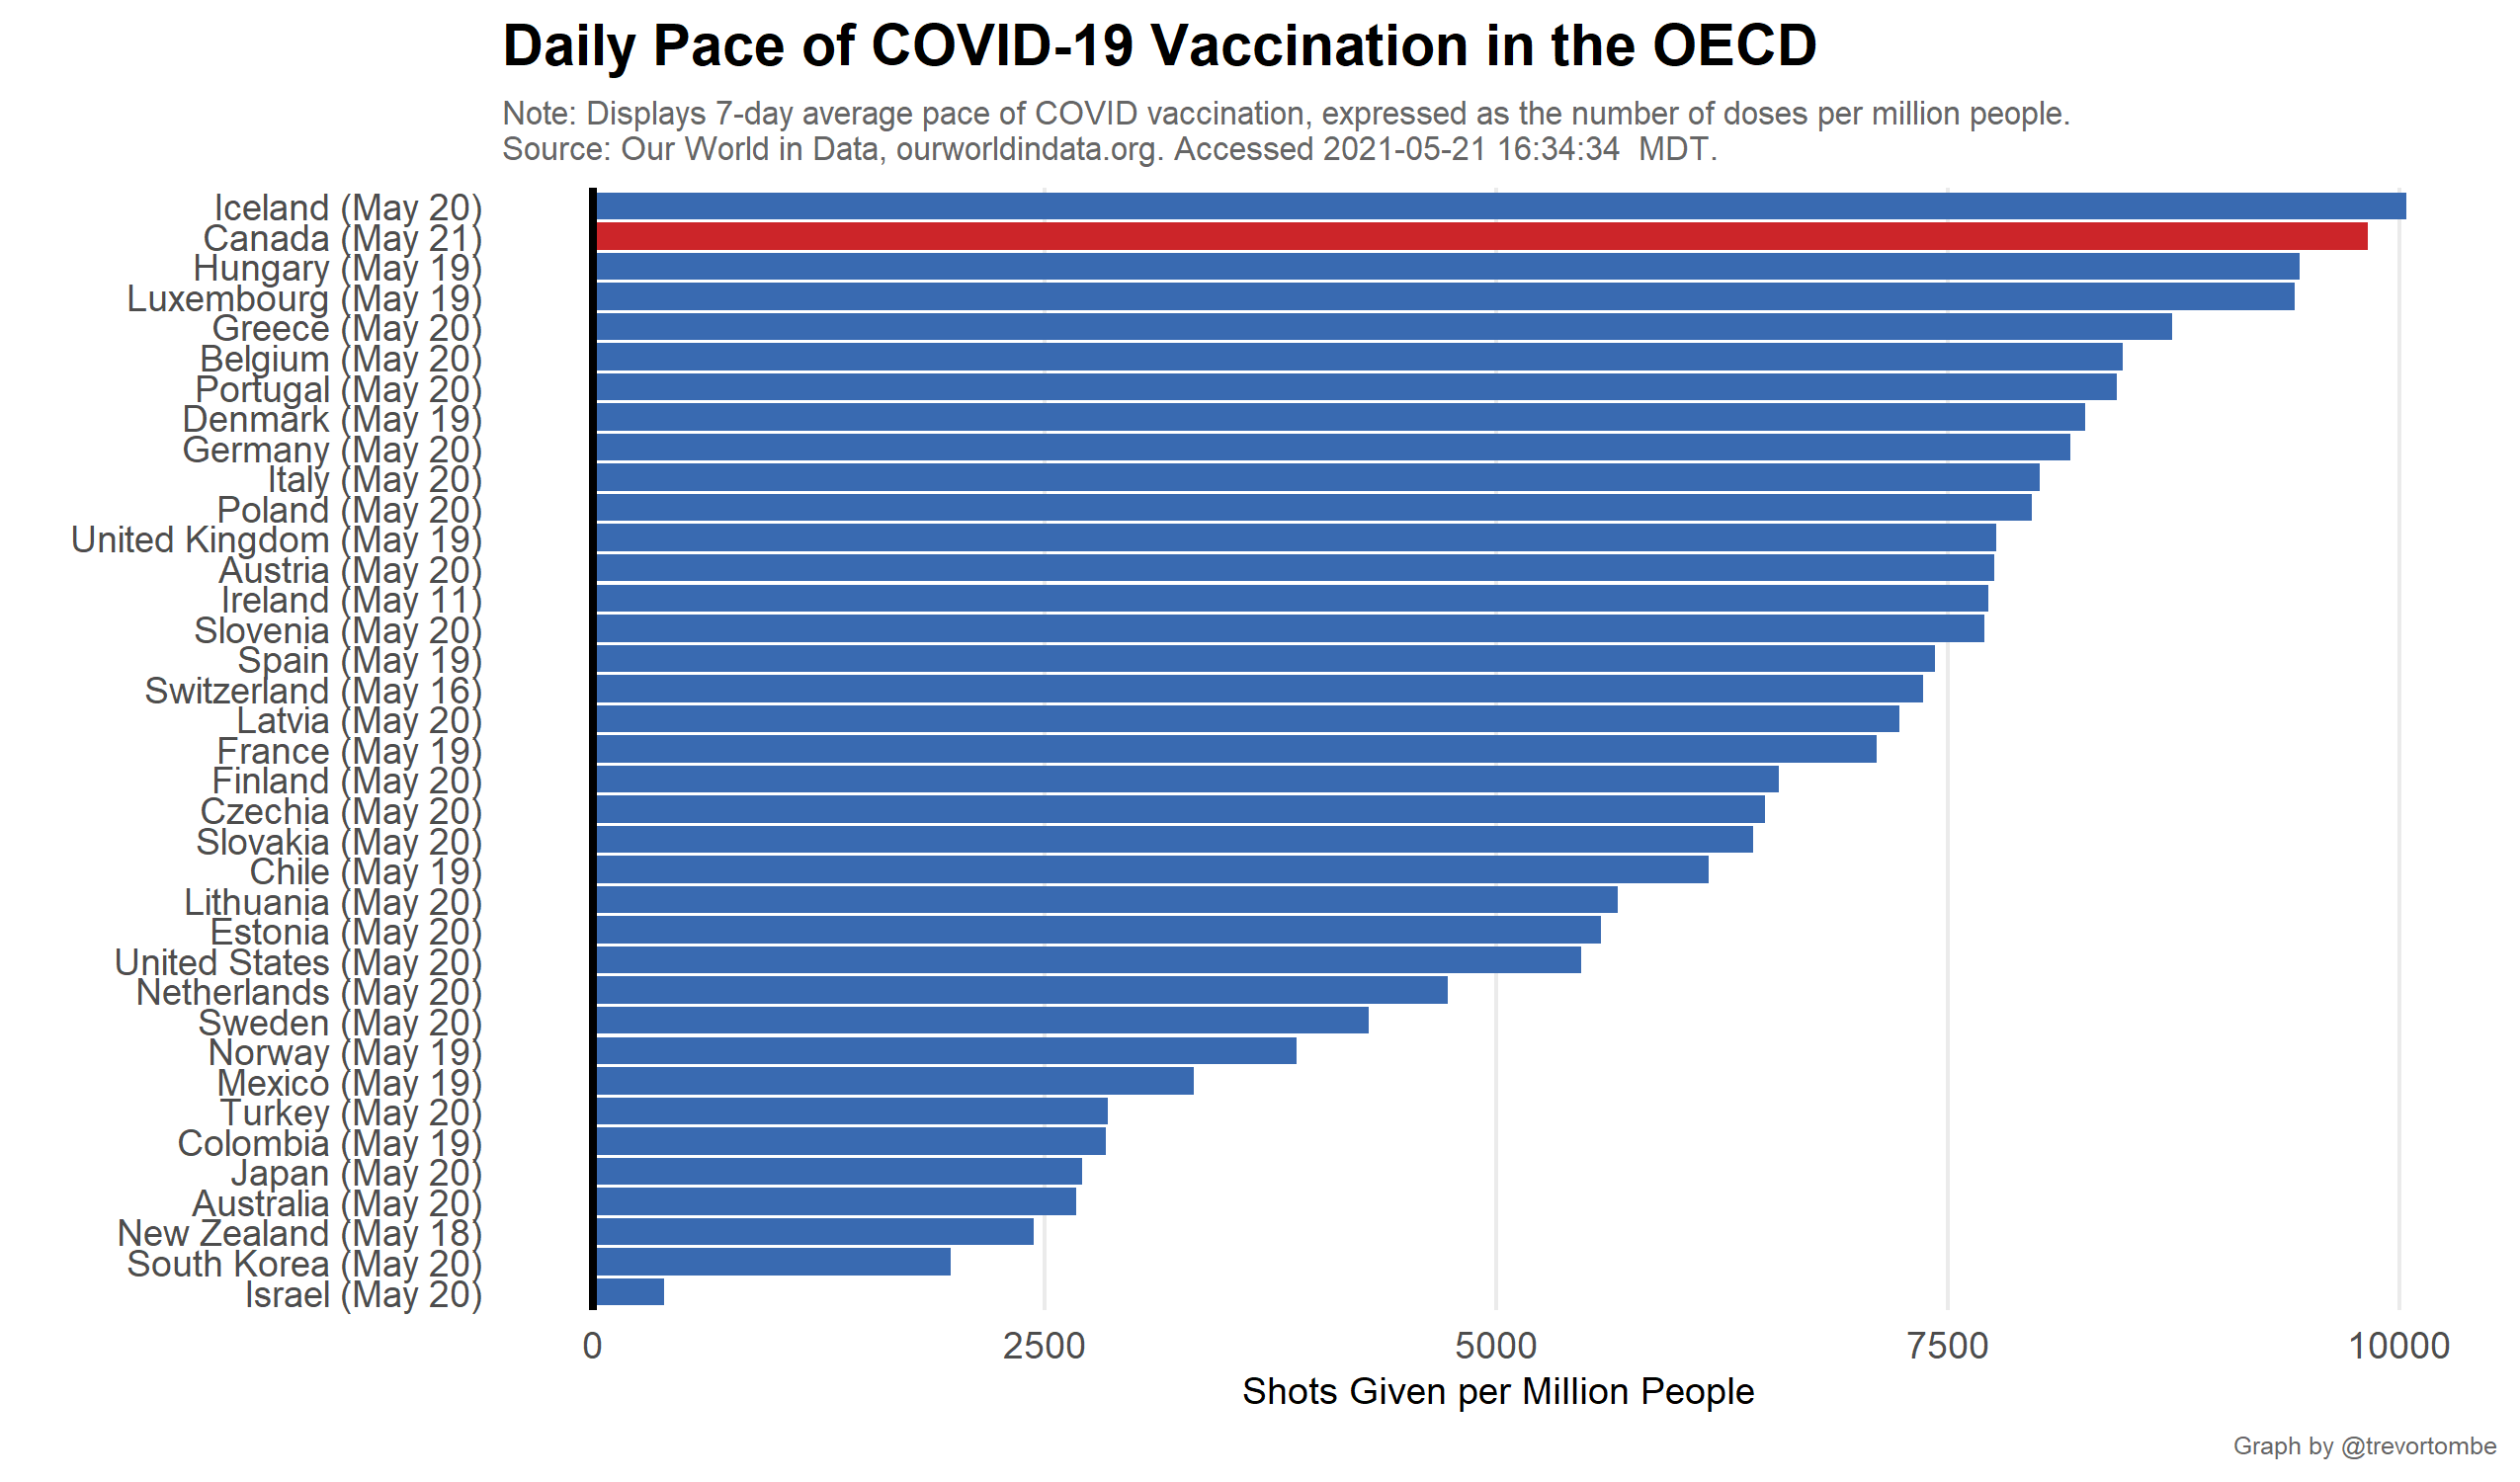 Daily Pace of COVID-19 Vaccination in the OECD
Note: Displays 7-day average pace of COVID vaccination, expressed as the number of doses per million people.
Source: Our World in Data, ourworldindata.org. Accessed 2021-05-21 16:34:34  MDT.
Iceland (May 20)
Canada (May 21)
Hungary (May 19)
Luxembourg (May 19)
Greece (May 20)
Belgium (May 20)
Portugal (May 20)
Denmark (May 19)
Germany (May 20)
Italy (May 20)
Poland (May 20)
United Kingdom (May 19)
Austria (May 20)
Ireland (May 11)
Slovenia (May 20)
Spain (May 19)
Switzerland (May 16)
Latvia (May 20)
France (May 19)
Finland (May 20)
Czechia (May 20)
Slovakia (May 20)
Chile (May 19)
Lithuania (May 20)
Estonia (May 20)
United States (May 20)
Netherlands (May 20)
Sweden (May 20)
Norway (May 19)
Mexico (May 19)
Turkey (May 20)
Colombia (May 19)
Japan (May 20)
Australia (May 20)
New Zealand (May 18)
South Korea (May 20)
Israel (May 20)
0 2500 5000 7500 10000
Shots Given per Million People
Graph by @trevortombe